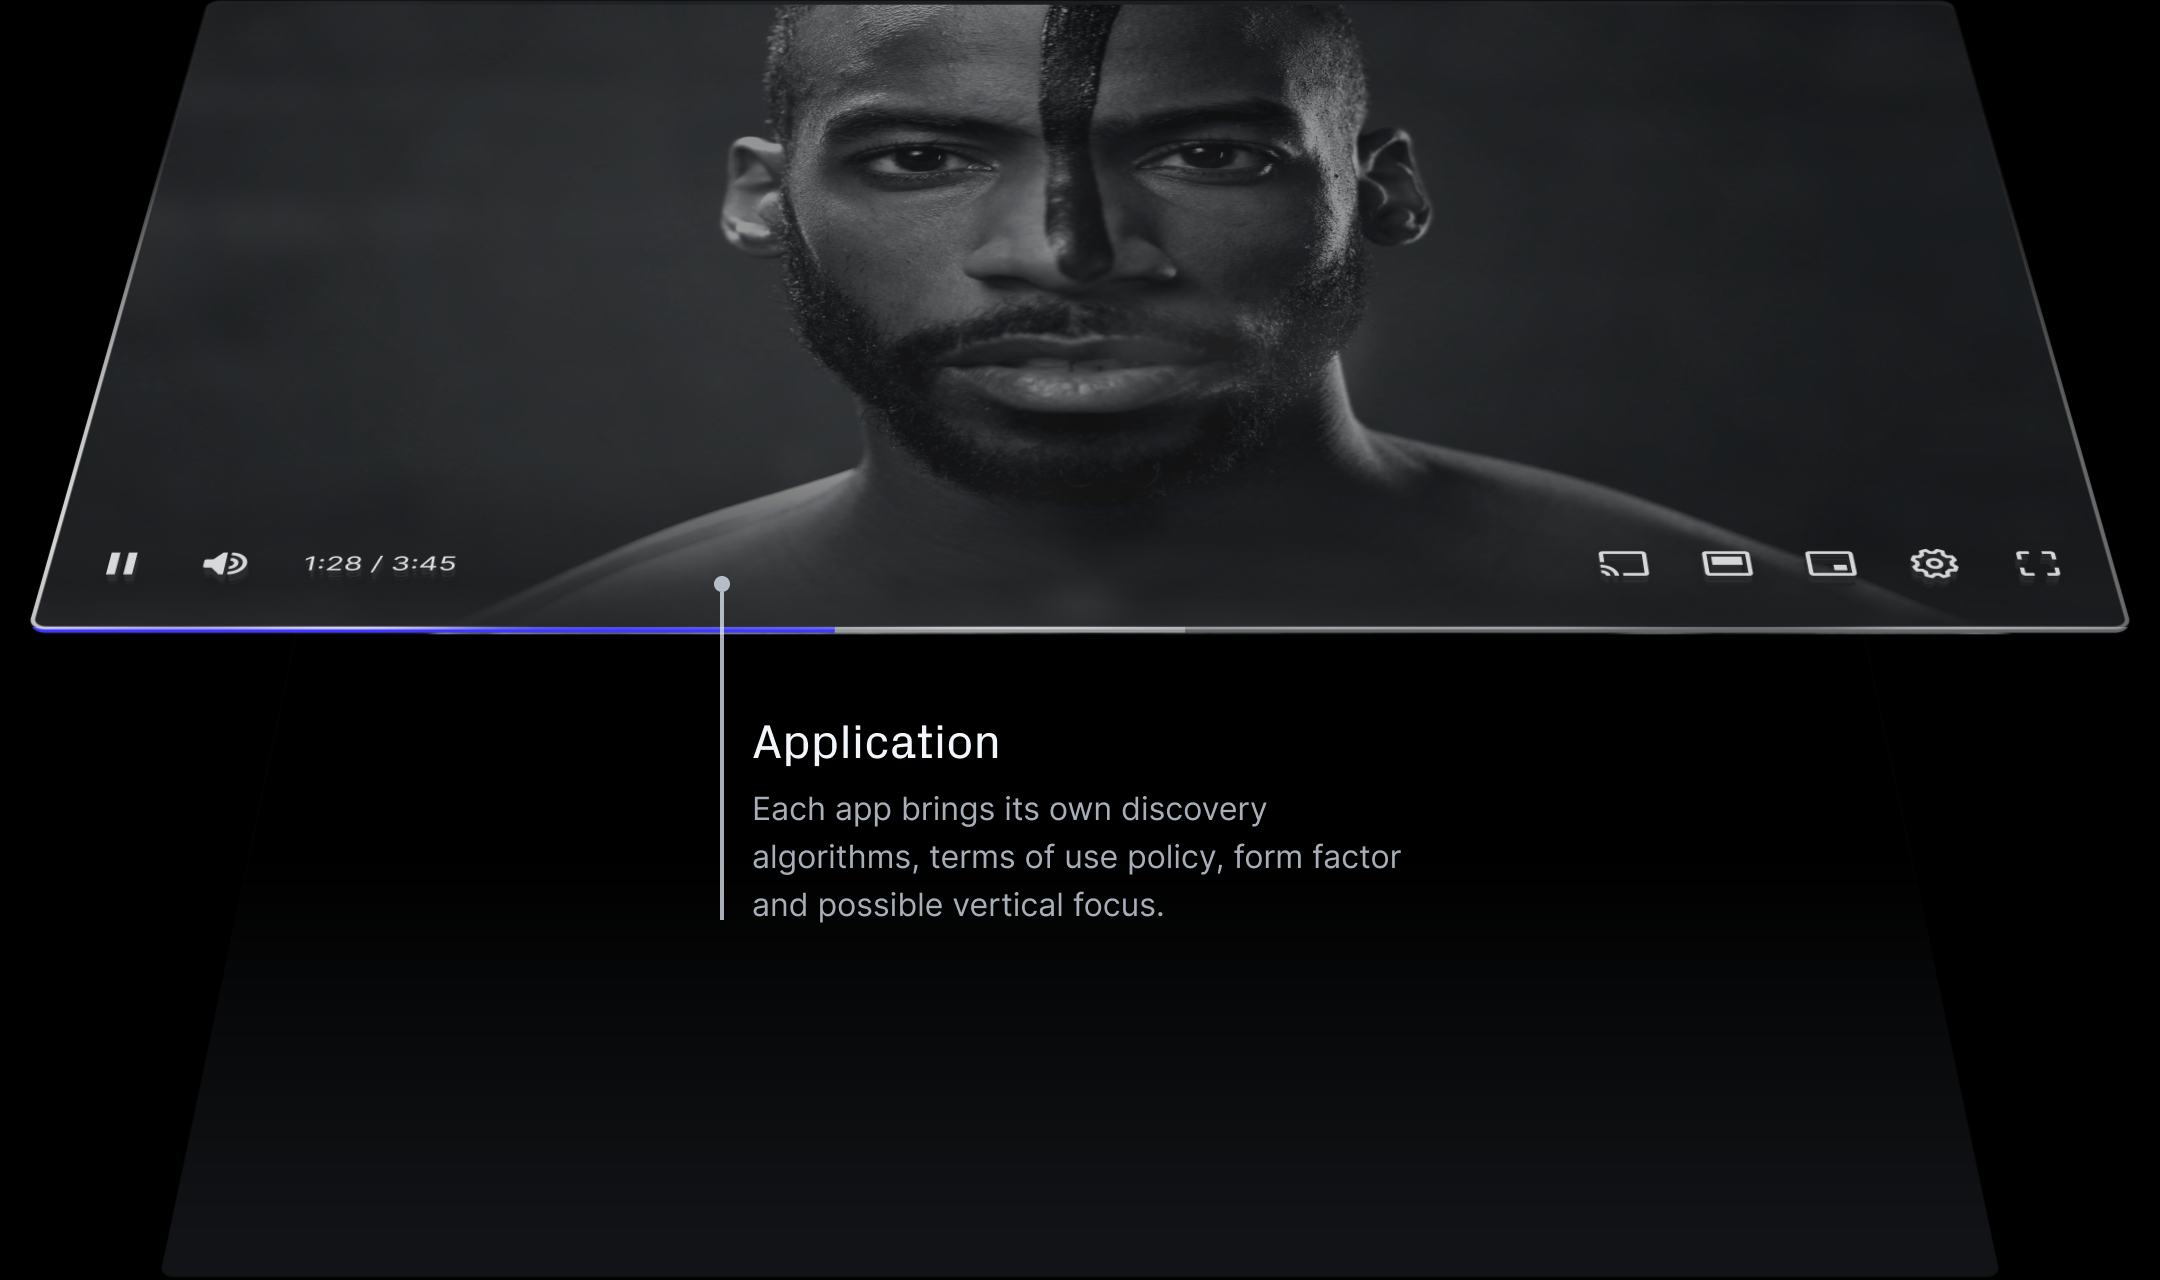 1:28 / 3:45
Application
Each app brings its own discovery
algorithms, terms of use policy, form factor
and possible vertical focus.